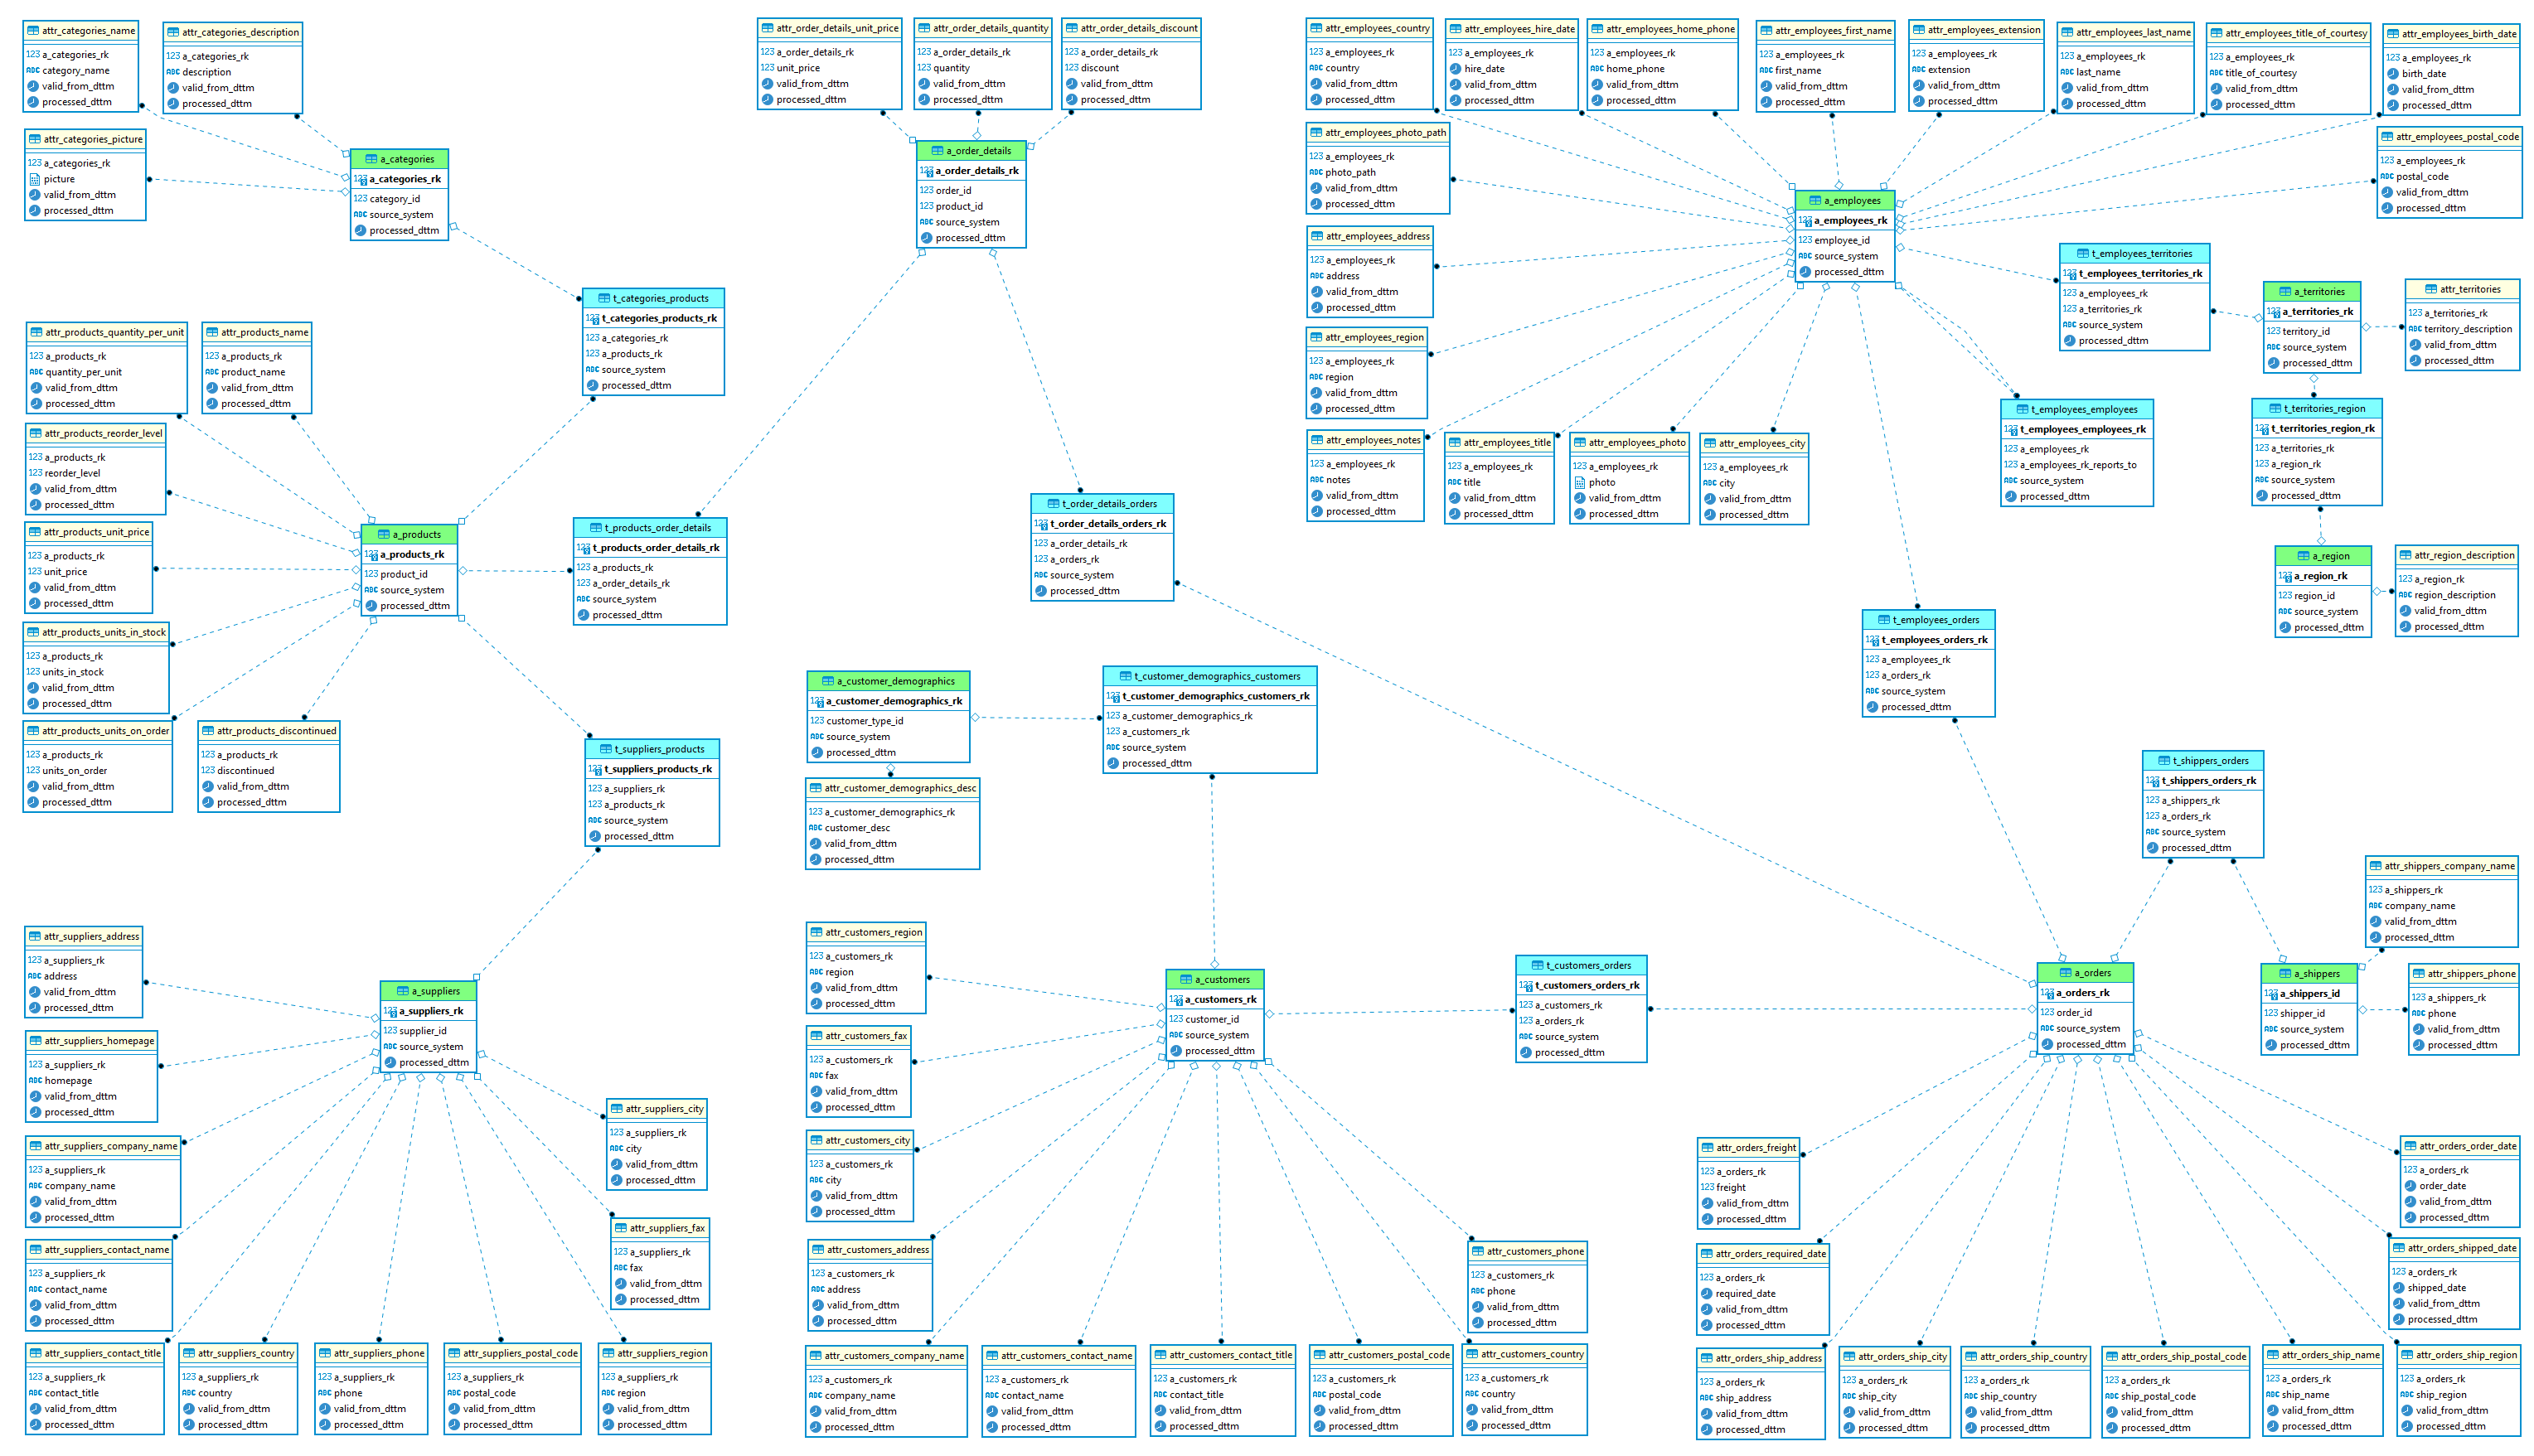 attr_categories_name
123 a_categories_rk
ABC category_name
valid_from_dttm
processed_dttm
attr_categories_description
123 a_categories_rk
ABC description
valid_from_dttm
processed_dttm
attr_categories_picture
123 a_categories_rk
picture
valid_from_dttm
processed_dttm
a_categories
123 a_categories_rk
123 category_id
ABC source_system
processed_dttm
attr_order_details_unit_price
123 a_order_details_rk
123 unit_price
valid_from_dttm
processed_dttm
attr_order_details_quantity
123 a_order_details_rk
123 quantity
valid_from_dttm
processed_dttm
attr_order_details_discount
123 a_order_details_rk
123 discount
valid_from_dttm
processed_dttm
a_order_details
123 a_order_details_rk
123 order_id
123 product_id
ABC source_system
processed_dttm
attr_employees_country
123 a_employees_rk
ABC country
valid_from_dttm
processed_dttm
attr_employees_hire_date
123 a_employees_rk
hire_date
valid_from_dttm
processed_dttm
attr_employees_home_phone
123 a_employees_rk
ABC home_phone
valid_from_dttm
processed_dttm
attr_employees_first_name
123 a_employees_rk
ABC first_name
valid_from_dttm
processed_dttm
attr_employees_extension
123 a_employees_rk
ABC extension
valid_from_dttm
processed_dttm
attr_employees_last_name
123 a_employees_rk
ABC last_name
valid_from_dttm
processed_dttm
attr_employees_title_of_courtesy
123 a_employees_rk
ABC title_of_courtesy
valid_from_dttm
processed_dttm
attr_employees_birth_date
123 a_employees_rk
birth_date
valid_from_dttm
processed_dttm
attr_employees_photo_path
123 a_employees_rk
ABC photo_path
valid_from_dttm
processed_dttm
attr_employees_postal_code
123 a_employees_rk
ABC postal_code
valid_from_dttm
processed_dttm
a_employees
123 a_employees_rk
123 employee_id
ABC source_system
processed_dttm
attr_employees_address
123 a_employees_rk
ABC address
valid_from_dttm
processed_dttm
t_employees_territories
123 t_employees_territories_rk
123 a_employees_rk
123 a_territories_rk
ABC source_system
processed_dttm
a_territories
123 a_territories_rk
123 territory_id
ABC source_system
processed_dttm
attr_territories
123 a_territories_rk
ABC territory_description
valid_from_dttm
processed_dttm
attr_employees_region
123 a_employees_rk
ABC region
valid_from_dttm
processed_dttm
t_employees_employees
123 t_employees_employees_rk
123 a_employees_rk
123 a_employees_rk_reports_to
ABC source_system
processed_dttm
t_territories_region
123 t_territories_region_rk
123 a_territories_rk
123 a_region_rk
ABC source_system
processed_dttm
attr_employees_notes
123 a_employees_rk
ABC notes
valid_from_dttm
processed_dttm
attr_employees_title
123 a_employees_rk
ABC title
valid_from_dttm
processed_dttm
attr_employees_photo
123 a_employees_rk
photo
valid_from_dttm
processed_dttm
attr_employees_city
123 a_employees_rk
ABC city
valid_from_dttm
processed_dttm
a_region
123 a_region_rk
123 region_id
ABC source_system
processed_dttm
attr_region_description
123 a_region_rk
ABC region_description
valid_from_dttm
processed_dttm
t_categories_products
123 t_categories_products_rk
123 a_categories_rk
123 a_products_rk
ABC source_system
processed_dttm
attr_products_quantity_per_unit
123 a_products_rk
ABC quantity_per_unit
valid_from_dttm
processed_dttm
attr_products_name
123 a_products_rk
ABC product_name
valid_from_dttm
processed_dttm
attr_products_reorder_level
123 a_products_rk
123 reorder_level
valid_from_dttm
processed_dttm
attr_products_unit_price
123 a_products_rk
123 unit_price
valid_from_dttm
processed_dttm
a_products
123 a_products_rk
123 product_id
ABC source_system
processed_dttm
t_products_order_details
123 t_products_order_details_rk
123 a_products_rk
123 a_order_details_rk
ABC source_system
processed_dttm
t_order_details_orders
123 t_order_details_orders_rk
123 a_order_details_rk
123 a_orders_rk
ABC source_system
processed_dttm
attr_products_units_in_stock
123 a_products_rk
123 units_in_stock
valid_from_dttm
processed_dttm
attr_products_units_on_order
123 a_products_rk
123 units_on_order
valid_from_dttm
processed_dttm
attr_products_discontinued
123 a_products_rk
123 discontinued
valid_from_dttm
processed_dttm
t_suppliers_products
123 t_suppliers_products_rk
123 a_suppliers_rk
123 a_products_rk
ABC source_system
processed_dttm
a_customer_demographics
123 a_customer_demographics_rk
123 customer_type_id
ABC source_system
processed_dttm
t_customer_demographics_customers
123 t_customer_demographics_customers_rk
123 a_customer_demographics_rk
123 a_customers_rk
ABC source_system
processed_dttm
attr_customer_demographics_desc
123 a_customer_demographics_rk
ABC customer_desc
valid_from_dttm
processed_dttm
t_employees_orders
123 t_employees_orders_rk
123 a_employees_rk
123 a_orders_rk
ABC source_system
processed_dttm
t_shippers_orders
123 t_shippers_orders_rk
123 a_shippers_rk
123 a_orders_rk
ABC source_system
processed_dttm
attr_shippers_company_name
123 a_shippers_rk
ABC company_name
valid_from_dttm
processed_dttm
attr_suppliers_address
123 a_suppliers_rk
ABC address
valid_from_dttm
processed_dttm
a_suppliers
123 a_suppliers_rk
123 supplier_id
ABC source_system
processed_dttm
attr_suppliers_homepage
123 a_suppliers_rk
ABC homepage
valid_from_dttm
processed_dttm
attr_suppliers_company_name
123 a_suppliers_rk
ABC company_name
valid_from_dttm
processed_dttm
attr_suppliers_city
123 a_suppliers_rk
ABC city
valid_from_dttm
processed_dttm
attr_suppliers_fax
123 a_suppliers_rk
ABC fax
valid_from_dttm
processed_dttm
attr_suppliers_contact_name
123 a_suppliers_rk
ABC contact_name
valid_from_dttm
processed_dttm
attr_suppliers_contact_title
123 a_suppliers_rk
ABC contact_title
valid_from_dttm
processed_dttm
attr_suppliers_country
123 a_suppliers_rk
ABC country
valid_from_dttm
processed_dttm
attr_suppliers_phone
123 a_suppliers_rk
ABC phone
valid_from_dttm
processed_dttm
attr_suppliers_postal_code
123 a_suppliers_rk
ABC postal_code
valid_from_dttm
processed_dttm
attr_suppliers_region
123 a_suppliers_rk
ABC region
valid_from_dttm
processed_dttm
attr_customers_region
123 a_customers_rk
ABC region
valid_from_dttm
processed_dttm
a_customers
123 a_customers_rk
ABC customer_id
ABC source_system
processed_dttm
t_customers_orders
123 t_customers_orders_rk
123 a_customers_rk
123 a_orders_rk
ABC source_system
processed_dttm
a_orders
123 a_orders_rk
123 order_id
ABC source_system
processed_dttm
a_shippers
123 a_shippers_id
123 shipper_id
ABC source_system
processed_dttm
attr_shippers_phone
123 a_shippers_rk
ABC phone
valid_from_dttm
processed_dttm
attr_customers_fax
123 a_customers_rk
ABC fax
valid_from_dttm
processed_dttm
attr_customers_city
123 a_customers_rk
ABC city
valid_from_dttm
processed_dttm
attr_customers_address
123 a_customers_rk
ABC address
valid_from_dttm
processed_dttm
attr_customers_phone
123 a_customers_rk
ABC phone
valid_from_dttm
processed_dttm
attr_customers_company_name
123 a_customers_rk
ABC company_name
valid_from_dttm
processed_dttm
attr_customers_contact_name
123 a_customers_rk
ABC contact_name
valid_from_dttm
processed_dttm
attr_customers_contact_title
123 a_customers_rk
ABC contact_title
valid_from_dttm
processed_dttm
attr_customers_postal_code
123 a_customers_rk
ABC postal_code
valid_from_dttm
processed_dttm
attr_customers_country
123 a_customers_rk
ABC country
valid_from_dttm
processed_dttm
attr_orders_freight
123 a_orders_rk
123 freight
valid_from_dttm
processed_dttm
attr_orders_order_date
123 a_orders_rk
order_date
valid_from_dttm
processed_dttm
attr_orders_required_date
123 a_orders_rk
required_date
valid_from_dttm
processed_dttm
attr_orders_shipped_date
123 a_orders_rk
shipped_date
valid_from_dttm
processed_dttm
attr_orders_ship_address
123 a_orders_rk
ABC ship_address
valid_from_dttm
processed_dttm
attr_orders_ship_city
123 a_orders_rk
ABC ship_city
valid_from_dttm
processed_dttm
attr_orders_ship_country
123 a_orders_rk
ABC ship_country
valid_from_dttm
processed_dttm
attr_orders_ship_postal_code
123 a_orders_rk
ABC ship_postal_code
valid_from_dttm
processed_dttm
attr_orders_ship_name
123 a_orders_rk
ABC ship_name
valid_from_dttm
processed_dttm
attr_orders_ship_region
123 a_orders_rk
ABC ship_region
valid_from_dttm
processed_dttm